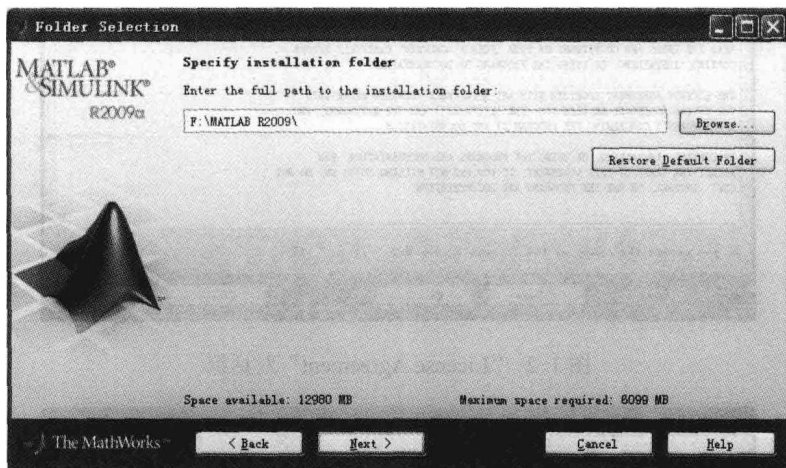 Folder Selection
MATLAB®
&SIMULINK®
R2009a
Specify installation folder
Enter the full path to the installation folder:
F:\MATLAB R2009\
Browse...
Restore Default Folder
Space available: 12980 MB
Maximum space required: 6099 MB
The MathWorks™
< Back
Next >
Cancel
Help